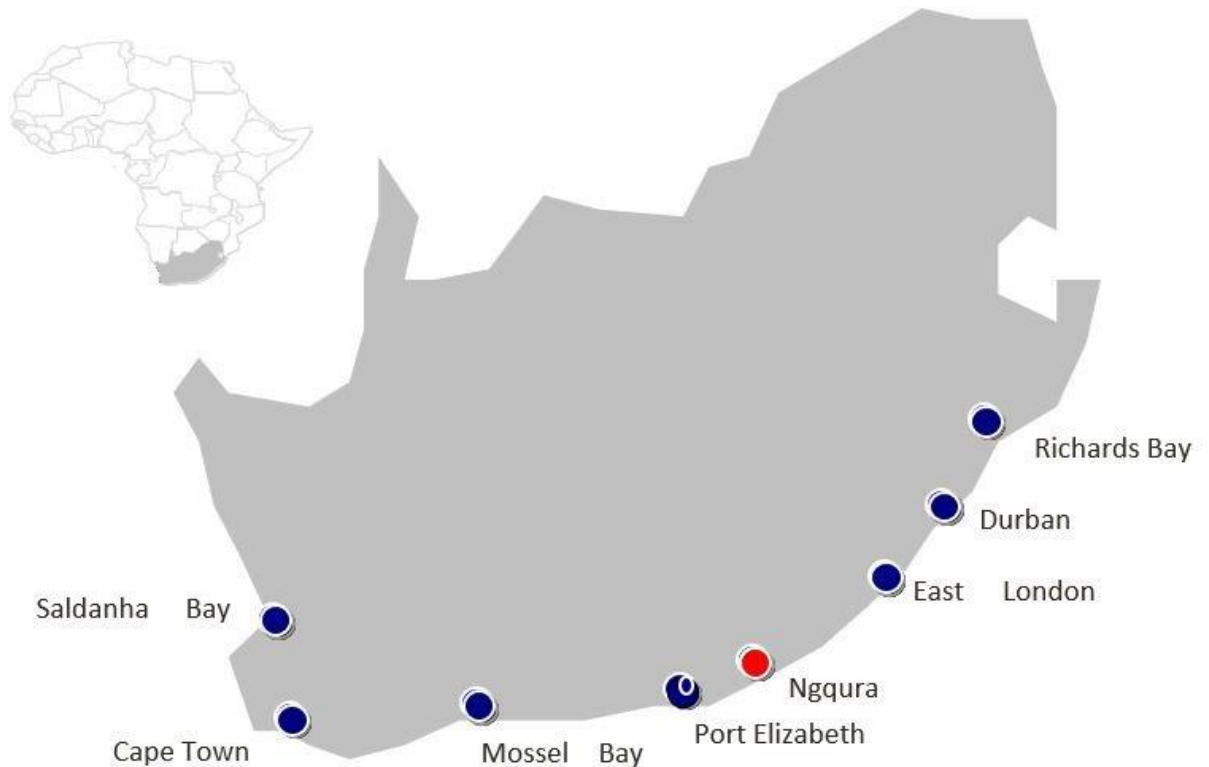 Richards Bay
Durban
East London
Saldanha Bay
Ngqura
Port Elizabeth
Cape Town
Mossel Bay